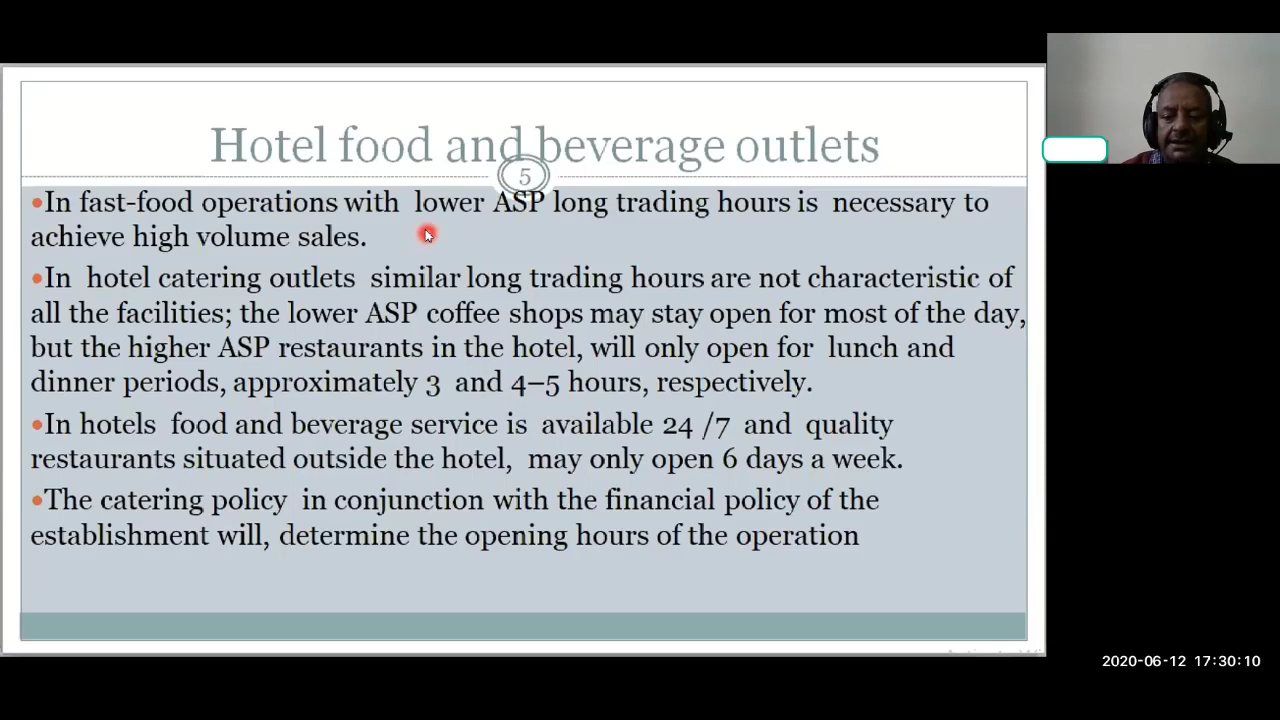 Hotel food and beverage outlets
5
•In fast-food operations with lower ASP long trading hours is necessary to
achieve high volume sales.
•In hotel catering outlets similar long trading hours are not characteristic of
all the facilities; the lower ASP coffee shops may stay open for most of the day,
but the higher ASP restaurants in the hotel, will only open for lunch and
dinner periods, approximately 3 and 4–5 hours, respectively.
•In hotels food and beverage service is available 24 /7 and quality
restaurants situated outside the hotel, may only open 6 days a week.
•The catering policy in conjunction with the financial policy of the
establishment will, determine the opening hours of the operation
2020-06-12 17:30:10